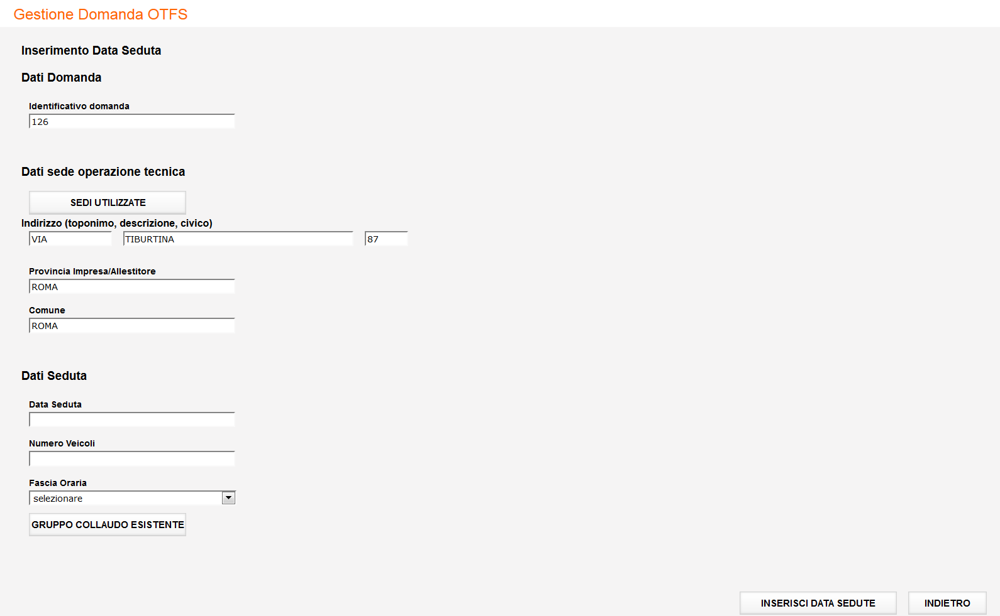 Gestione Domanda OTFS
Inserimento Data Seduta
Dati Domanda
Identificativo domanda
126
Dati sede operazione tecnica
SEDI UTILIZZATE
Indirizzo (toponimo, descrizione, civico)
VIA TIBURTINA 87
Provincia Impresa/Allestitore
ROMA
Comune
ROMA
Dati Seduta
Data Seduta
Numero Veicoli
Fascia Oraria
selezionare
GRUPPO COLLAUDO ESISTENTE
INSERISCI DATA SEDUTE INDIETRO